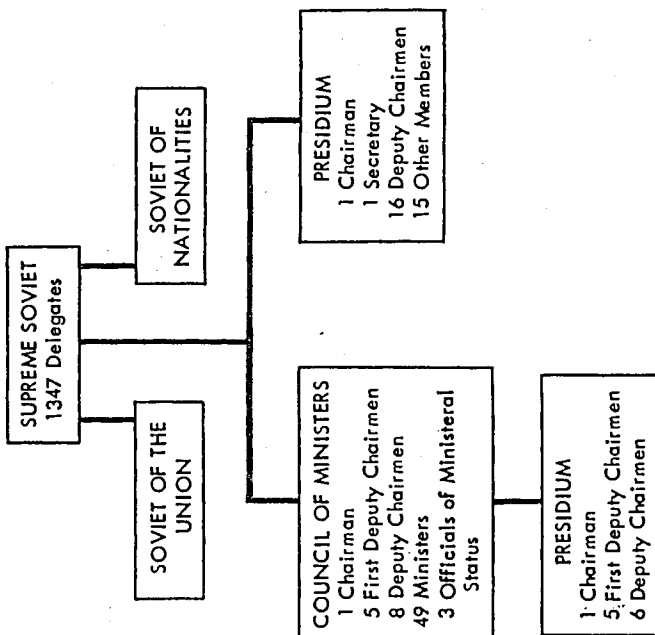 SUPREME SOVIET
1347 Delegates
SOVIET OF THE
UNION
SOVIET OF
NATIONALITIES
COUNCIL OF MINISTERS
1 Chairman
5 First Deputy Chairmen
8 Deputy Chairmen
49 Ministers
3 Officials of Ministeral
Status
PRESIDIUM
1 Chairman
1 Secretary
16 Deputy Chairmen
15 Other Members
PRESIDIUM
1 Chairman
5 First Deputy Chairmen
6 Deputy Chairmen